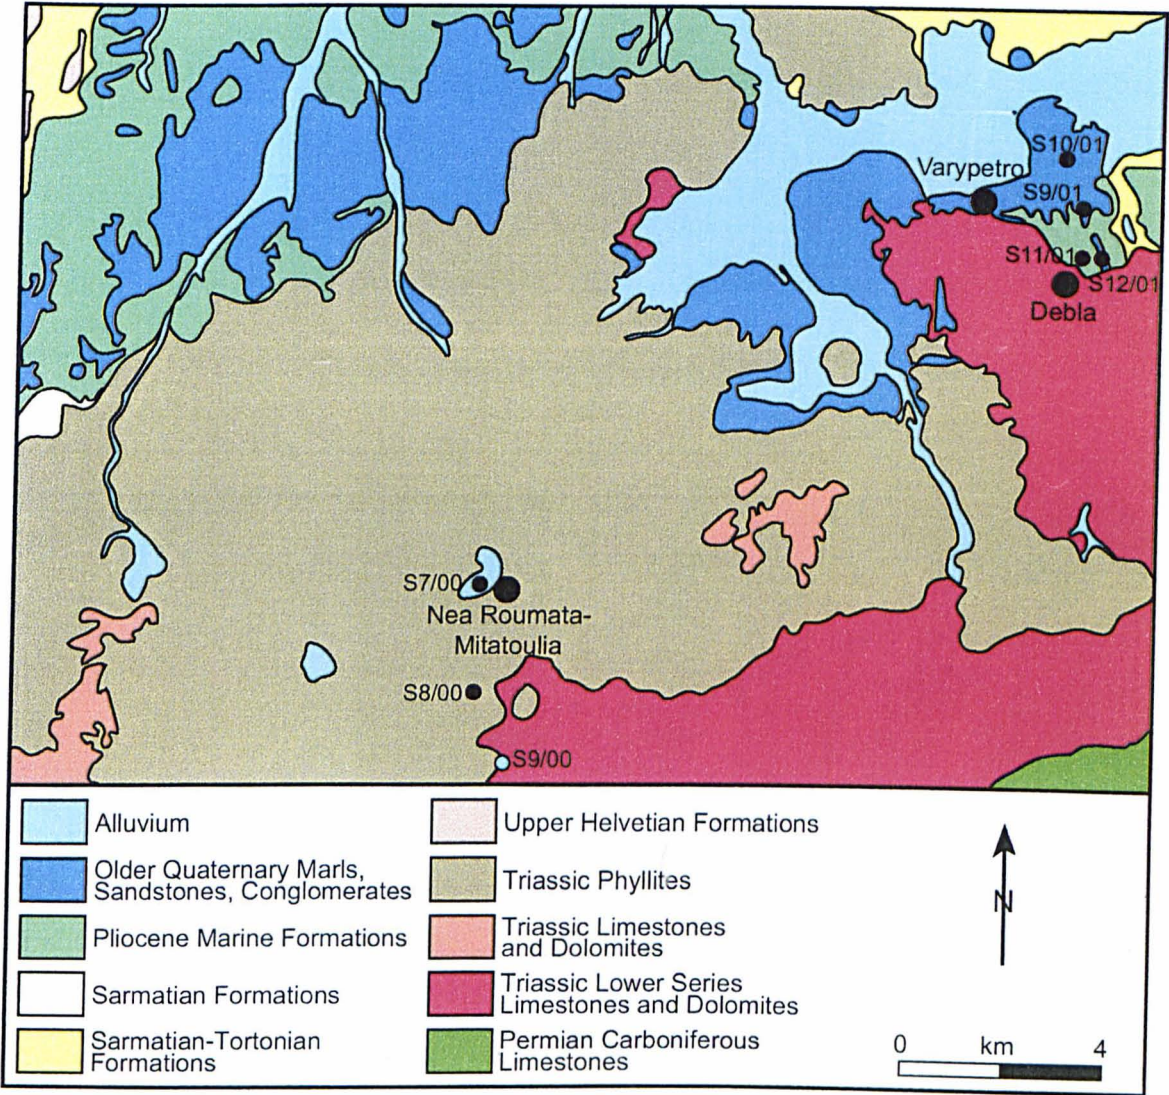 S10/01
Varypetro
S9/01
S11/01
S12/01
Debla
S7/00
Nea Roumata-
Mitatoulia
S8/00
S9/00
Alluvium
Older Quaternary Marls,
Sandstones, Conglomerates
Pliocene Marine Formations
Sarmatian Formations
Sarmatian-Tortonian
Formations
Upper Helvetian Formations
Triassic Phyllites
Triassic Limestones
and Dolomites
Triassic Lower Series
Limestones and Dolomites
Permian Carboniferous
Limestones
N
0 km 4